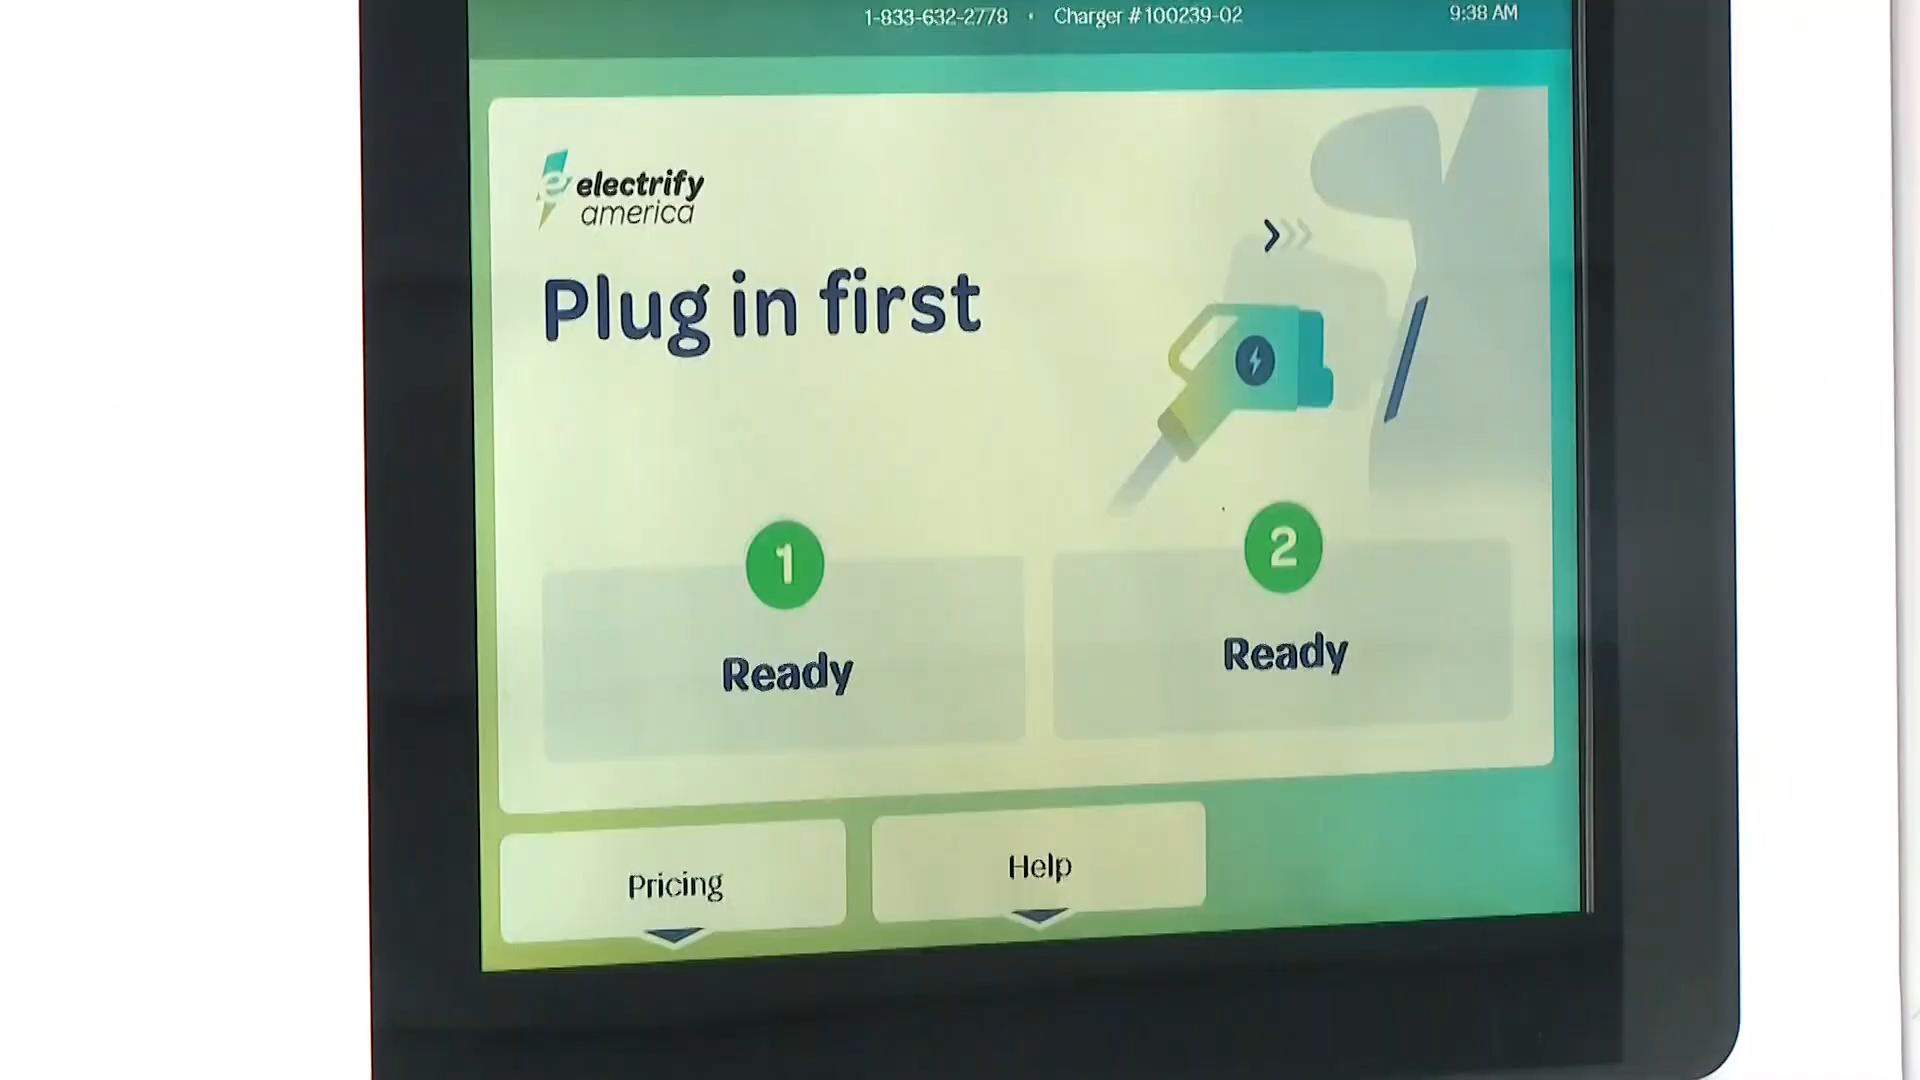 1-833-632-2778 • Charger #100239-02 9:38 AM
electrify
america
Plug in first
1 2
Ready Ready
Pricing Help